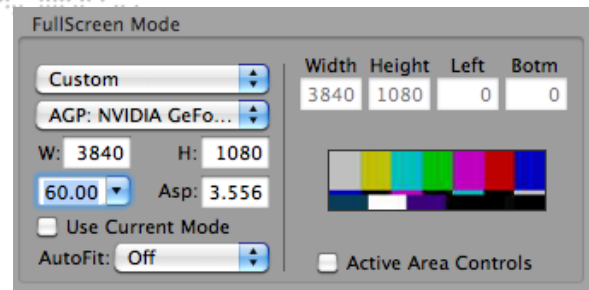 FullScreen Mode
Custom
AGP: NVIDIA GeFo...
W: 3840 H: 1080
60.00 Asp: 3.556
Use Current Mode
AutoFit: Off
Width Height Left Botm
3840 1080 0 0
Active Area Controls